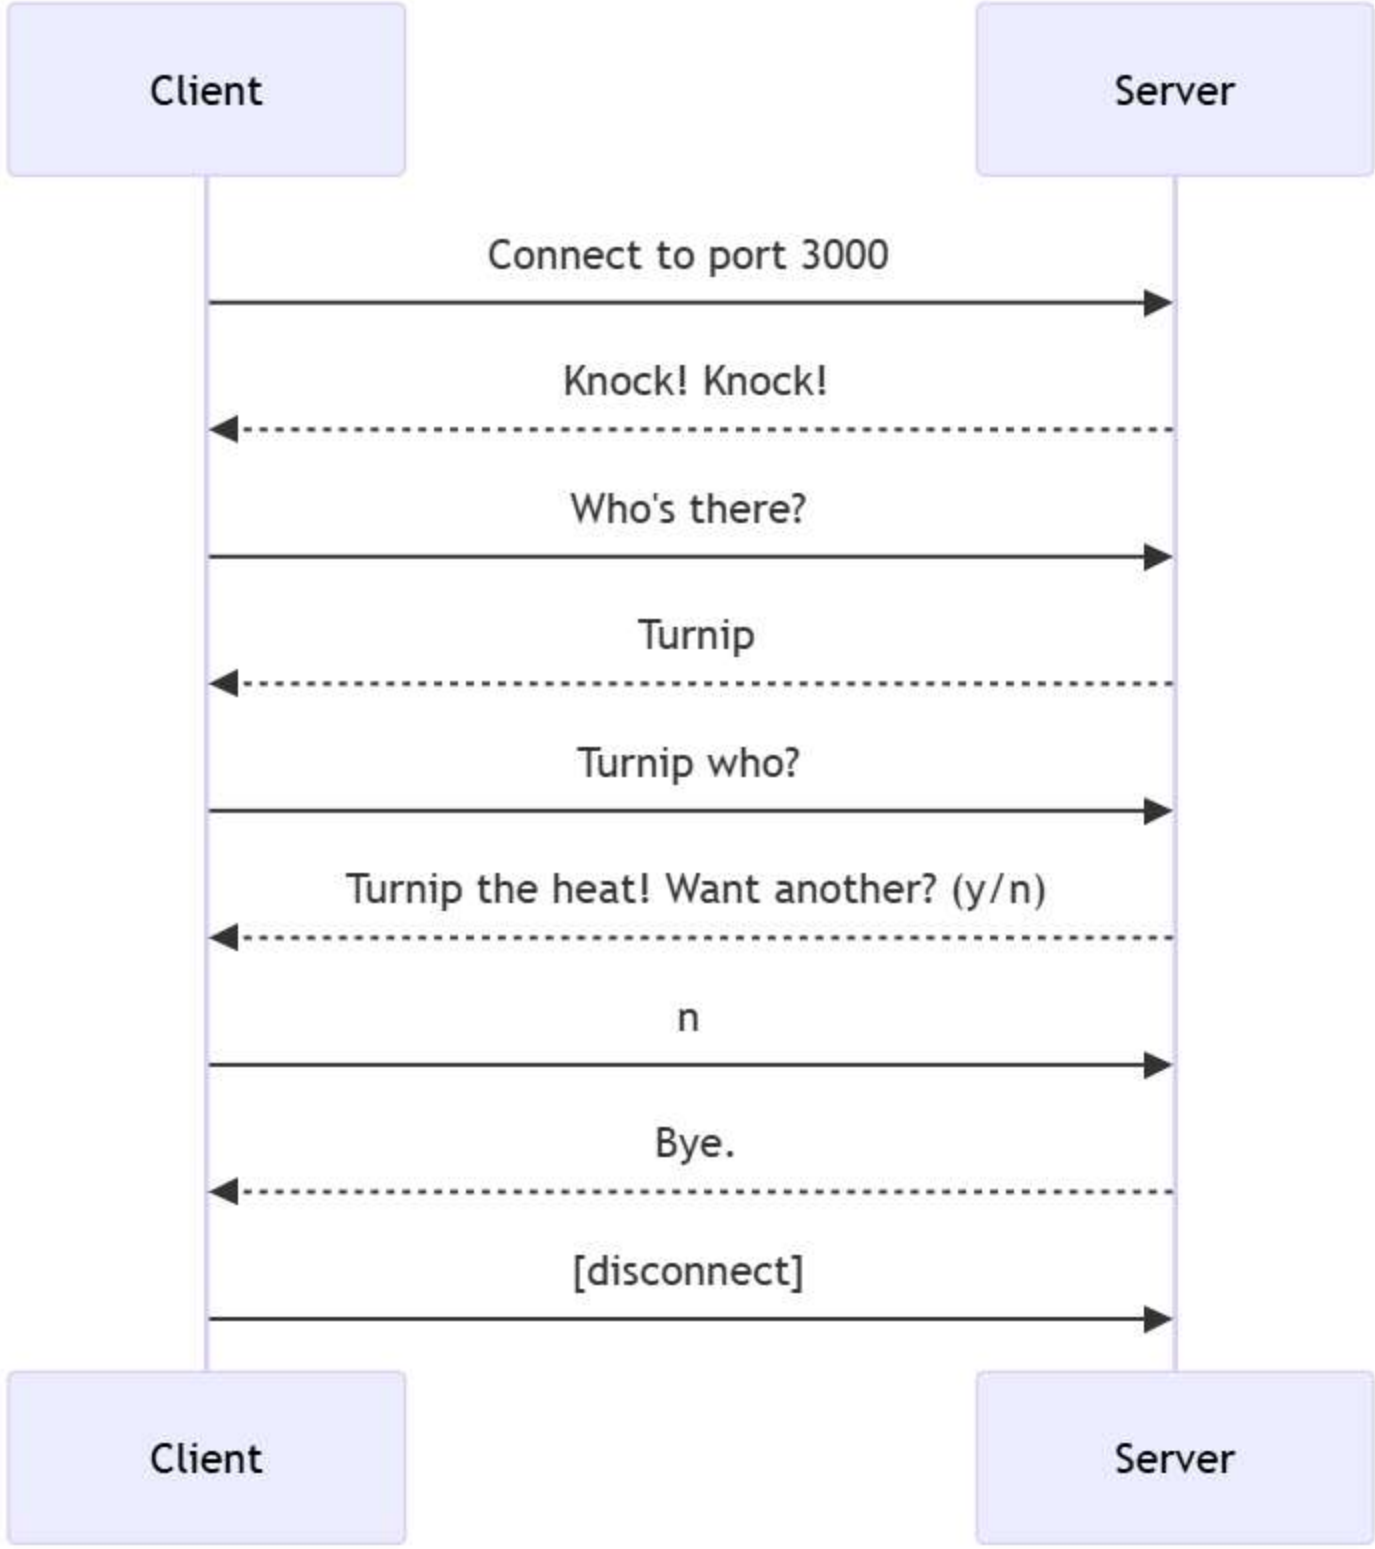 Client
Server
Connect to port 3000
Knock! Knock!
Who's there?
Turnip
Turnip who?
Turnip the heat! Want another? (y/n)
n
Bye.
[disconnect]
Client
Server